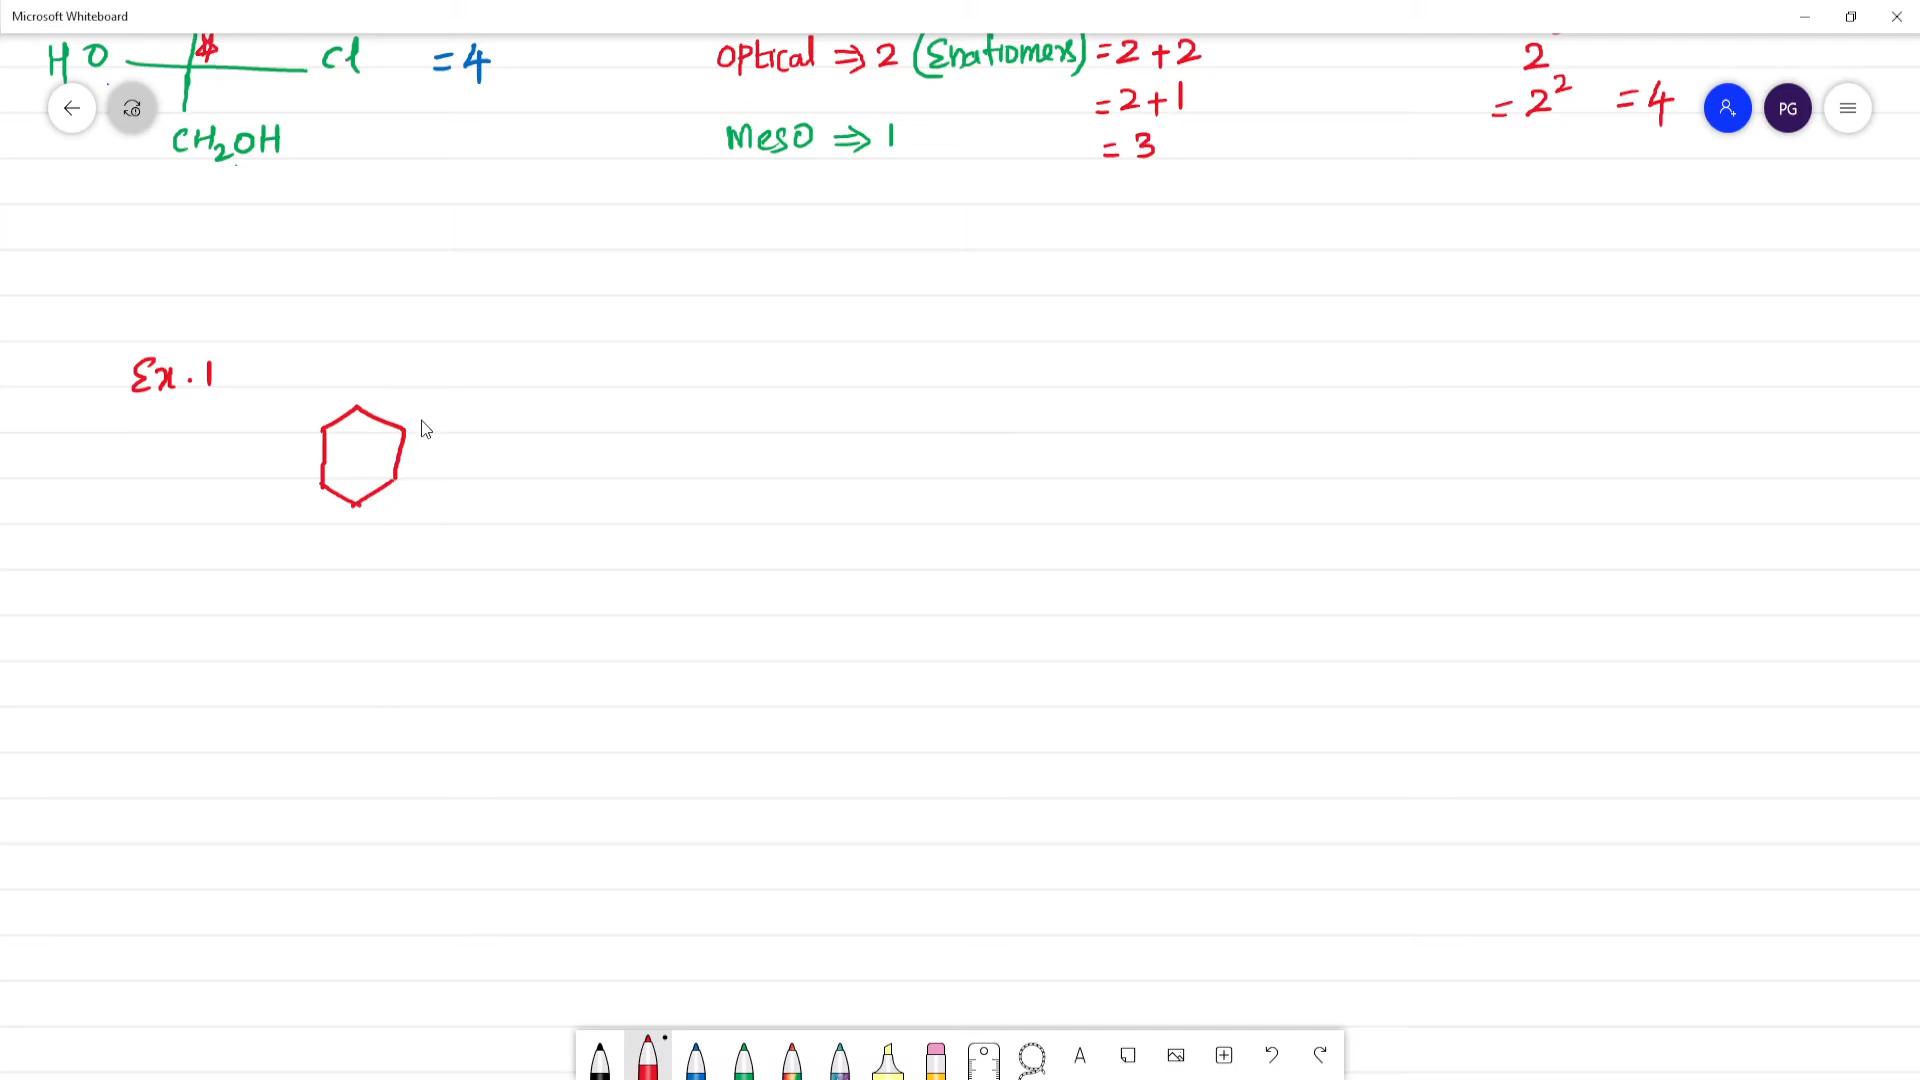 Microsoft Whiteboard
HO Cl = 4
CH₂OH
optical ⇒ 2 (Enatiomers) = 2 + 2
= 2 + 1
Meso ⇒ 1
= 3
2
= 2² = 4
PG
Ex. 1
A